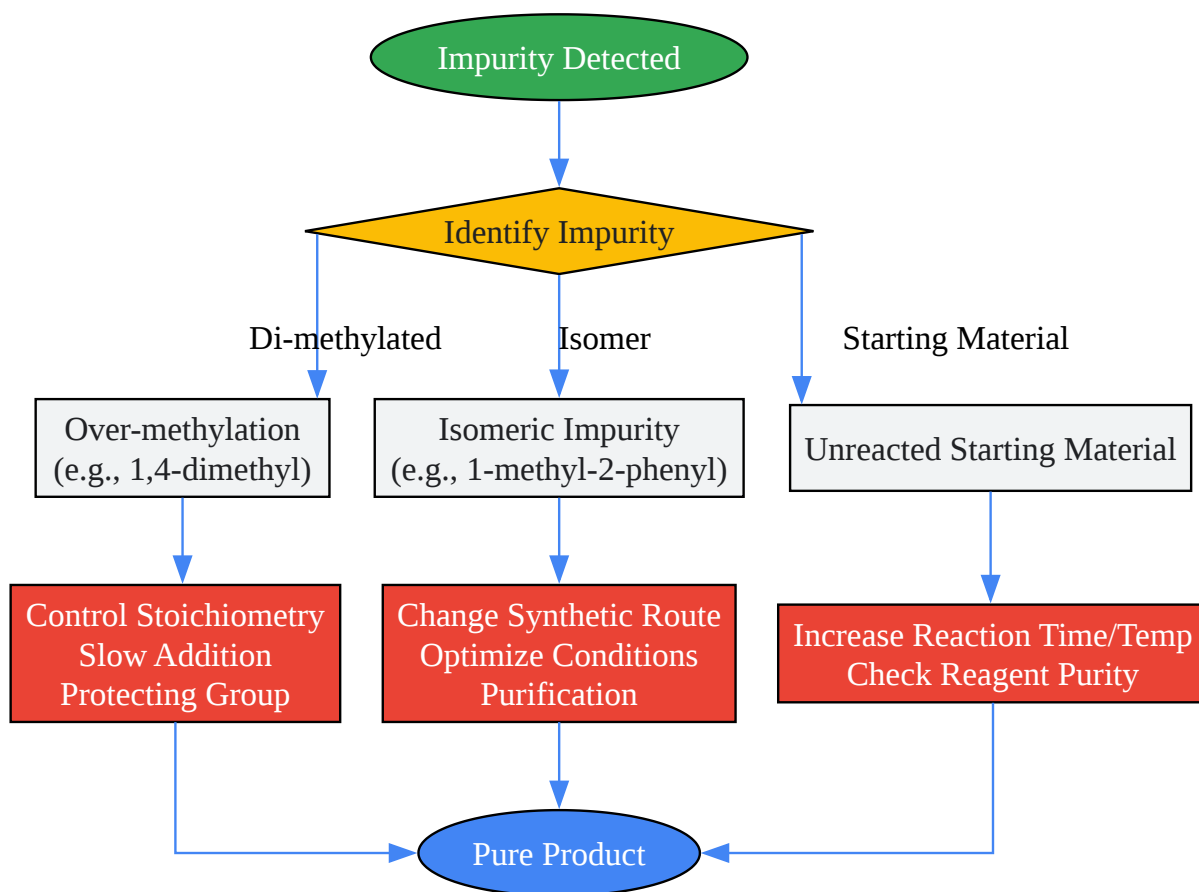 Impurity Detected
Identify Impurity
Di-methylated
Isomer
Starting Material
Over-methylation
(e.g., 1,4-dimethyl)
Isomeric Impurity
(e.g., 1-methyl-2-phenyl)
Unreacted Starting Material
Control Stoichiometry
Slow Addition
Protecting Group
Change Synthetic Route
Optimize Conditions
Purification
Increase Reaction Time/Temp
Check Reagent Purity
Pure Product